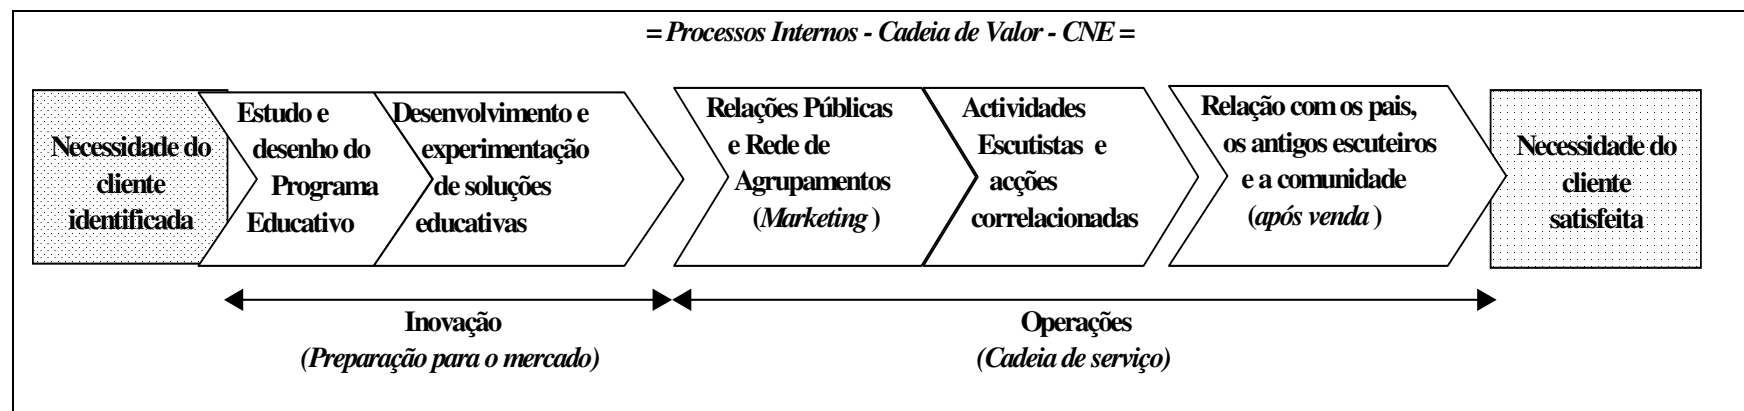 = Processos Internos - Cadeia de Valor - CNE =
Necessidade do
cliente
identificada
Estudo e
desenho do
Programa
Educativo
Desenvolvimento e
experimentação
de soluções
educativas
Relações Públicas
e Rede de
Agrupamentos
(Marketing )
Actividades
Escutistas e
acções
correlacionadas
Relação com os pais,
os antigos escuteiros
e a comunidade
(após venda )
Necessidade do
cliente
satisfeita
Inovação
(Preparação para o mercado)
Operações
(Cadeia de serviço)